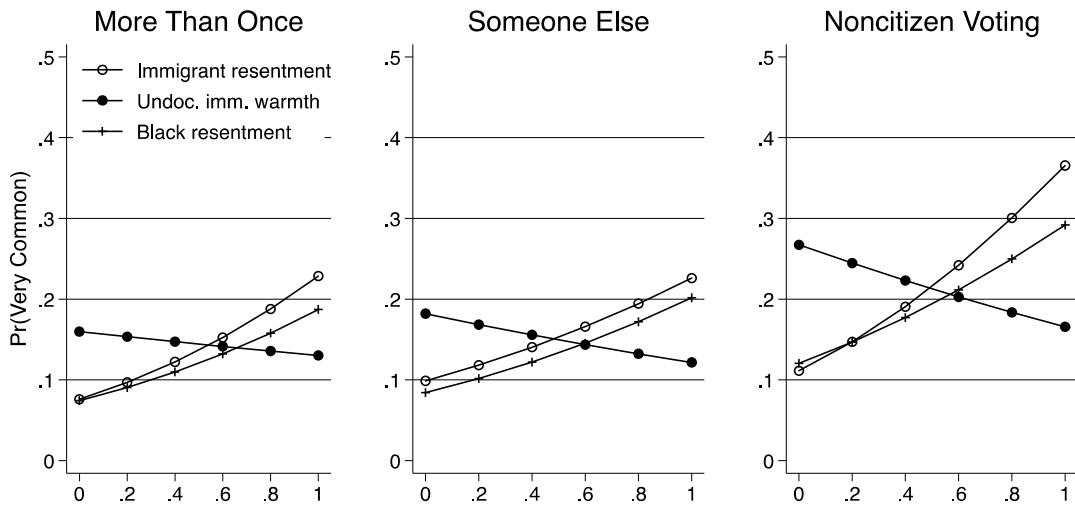 More Than Once
Someone Else
Noncitizen Voting
Pr(Very Common)
.5
.4
.3
.2
.1
0
Immigrant resentment
Undoc. imm. warmth
Black resentment
0 .2 .4 .6 .8 1
.5
.4
.3
.2
.1
0
0 .2 .4 .6 .8 1
.5
.4
.3
.2
.1
0
0 .2 .4 .6 .8 1